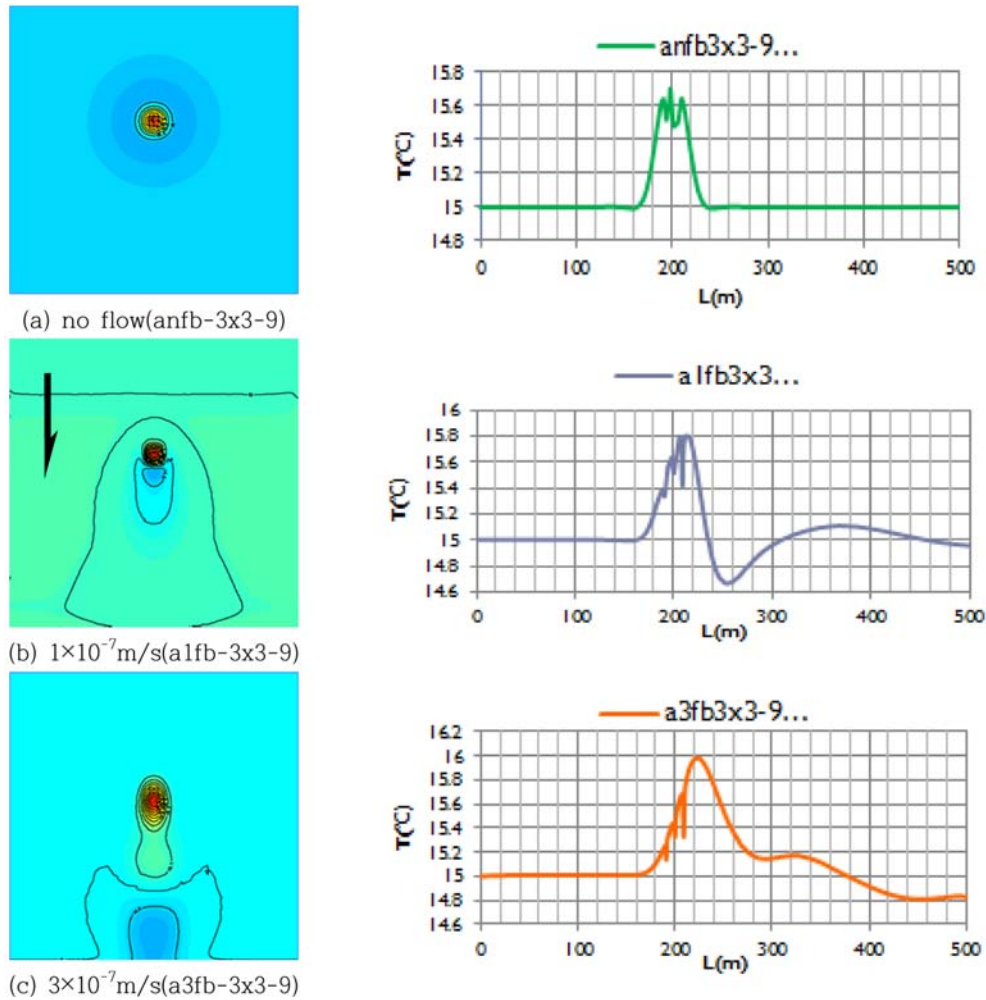 anfb3x3-9...
15.8
15.6
15.4
15.2
15
14.8
T(℃)
0 100 200 300 400 500
L(m)
(a) no flow(anfb-3x3-9)
a1fb3x3...
16
15.8
15.6
15.4
15.2
15
14.8
14.6
T(℃)
0 100 200 300 400 500
L(m)
(b) 1×10⁻⁷m/s(a1fb-3x3-9)
a3fb3x3-9...
16.2
16
15.8
15.6
15.4
15.2
15
14.8
14.6
T(℃)
0 100 200 300 400 500
L(m)
(c) 3×10⁻⁷m/s(a3fb-3x3-9)